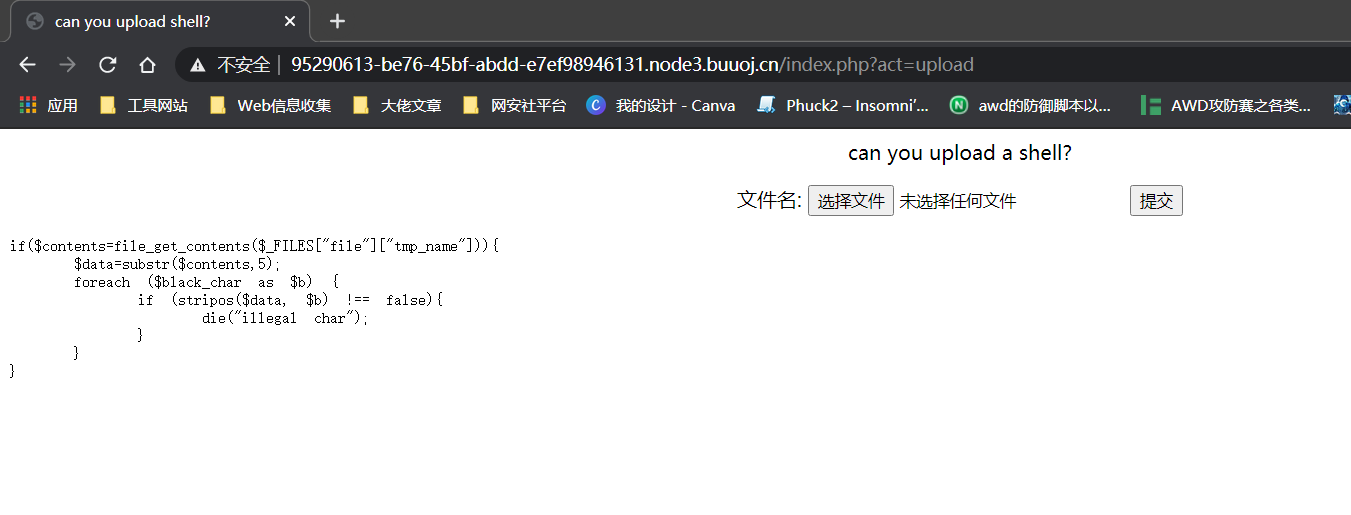 can you upload shell?
不安全 | 95290613-be76-45bf-abdd-e7ef98946131.node3.buuoj.cn/index.php?act=upload
应用 工具网站 Web信息收集 大佬文章 网安社平台 我的设计 - Canva Phuck2 – Insomni'... awd的防御脚本以... AWD攻防赛之各类...
can you upload a shell?
文件名: 选择文件 未选择任何文件 提交
if($contents=file_get_contents($_FILES["file"]["tmp_name"])){
$data=substr($contents,5);
foreach ($black_char as $b) {
if (stripos($data, $b) !== false){
die("illegal char");
}
}
}